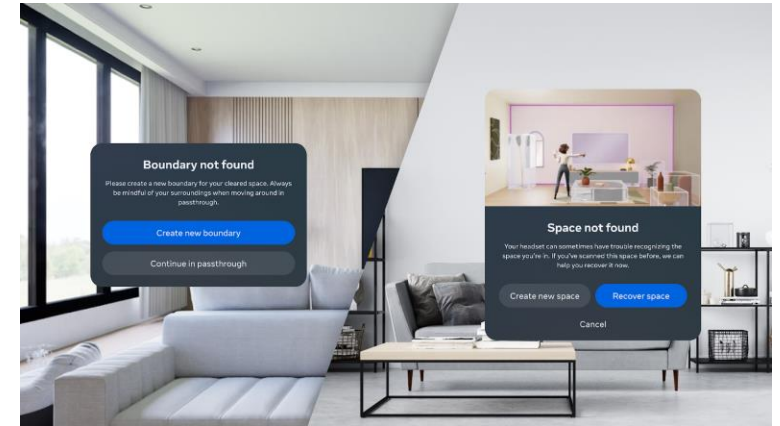 Boundary not found
Please create a new boundary for your cleared space. Always
be mindful of your surroundings when moving around in
passthrough.
Create new boundary
Continue in passthrough
Space not found
Your headset can sometimes have trouble recognizing the
space you're in. If you've scanned this space before, we can
help you recover it now.
Create new space
Recover space
Cancel